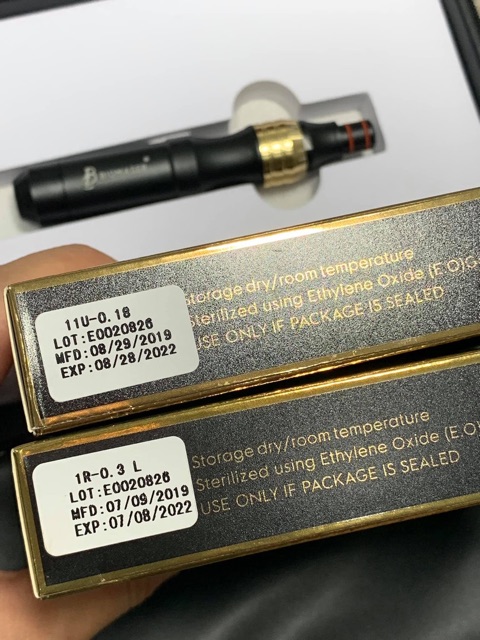 11U-0.18
LOT:E0020826
MFD:08/29/2019
EXP:08/28/2022
Storage dry/room temperature
Sterilized using Ethylene Oxide (E.O)G
USE ONLY IF PACKAGE IS SEALED
1R-0.3 L
LOT:E0020826
MFD:07/09/2019
EXP:07/08/2022
Storage dry/room temperature
Sterilized using Ethylene Oxide (E.O)
USE ONLY IF PACKAGE IS SEALED